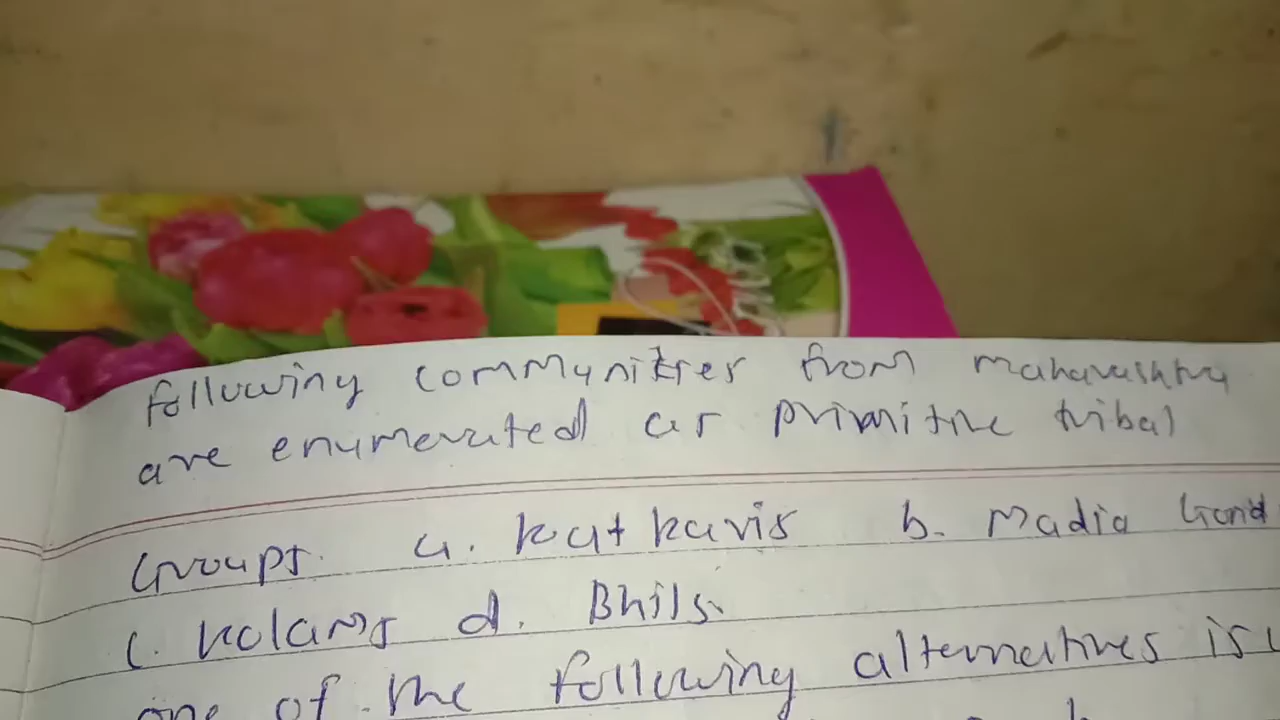 following communities from maharashtra
are enumerated as primitive tribal
Groups. a. katkaris b. Madia Gond
c. kolams d. Bhils.
one of the following alternatives is